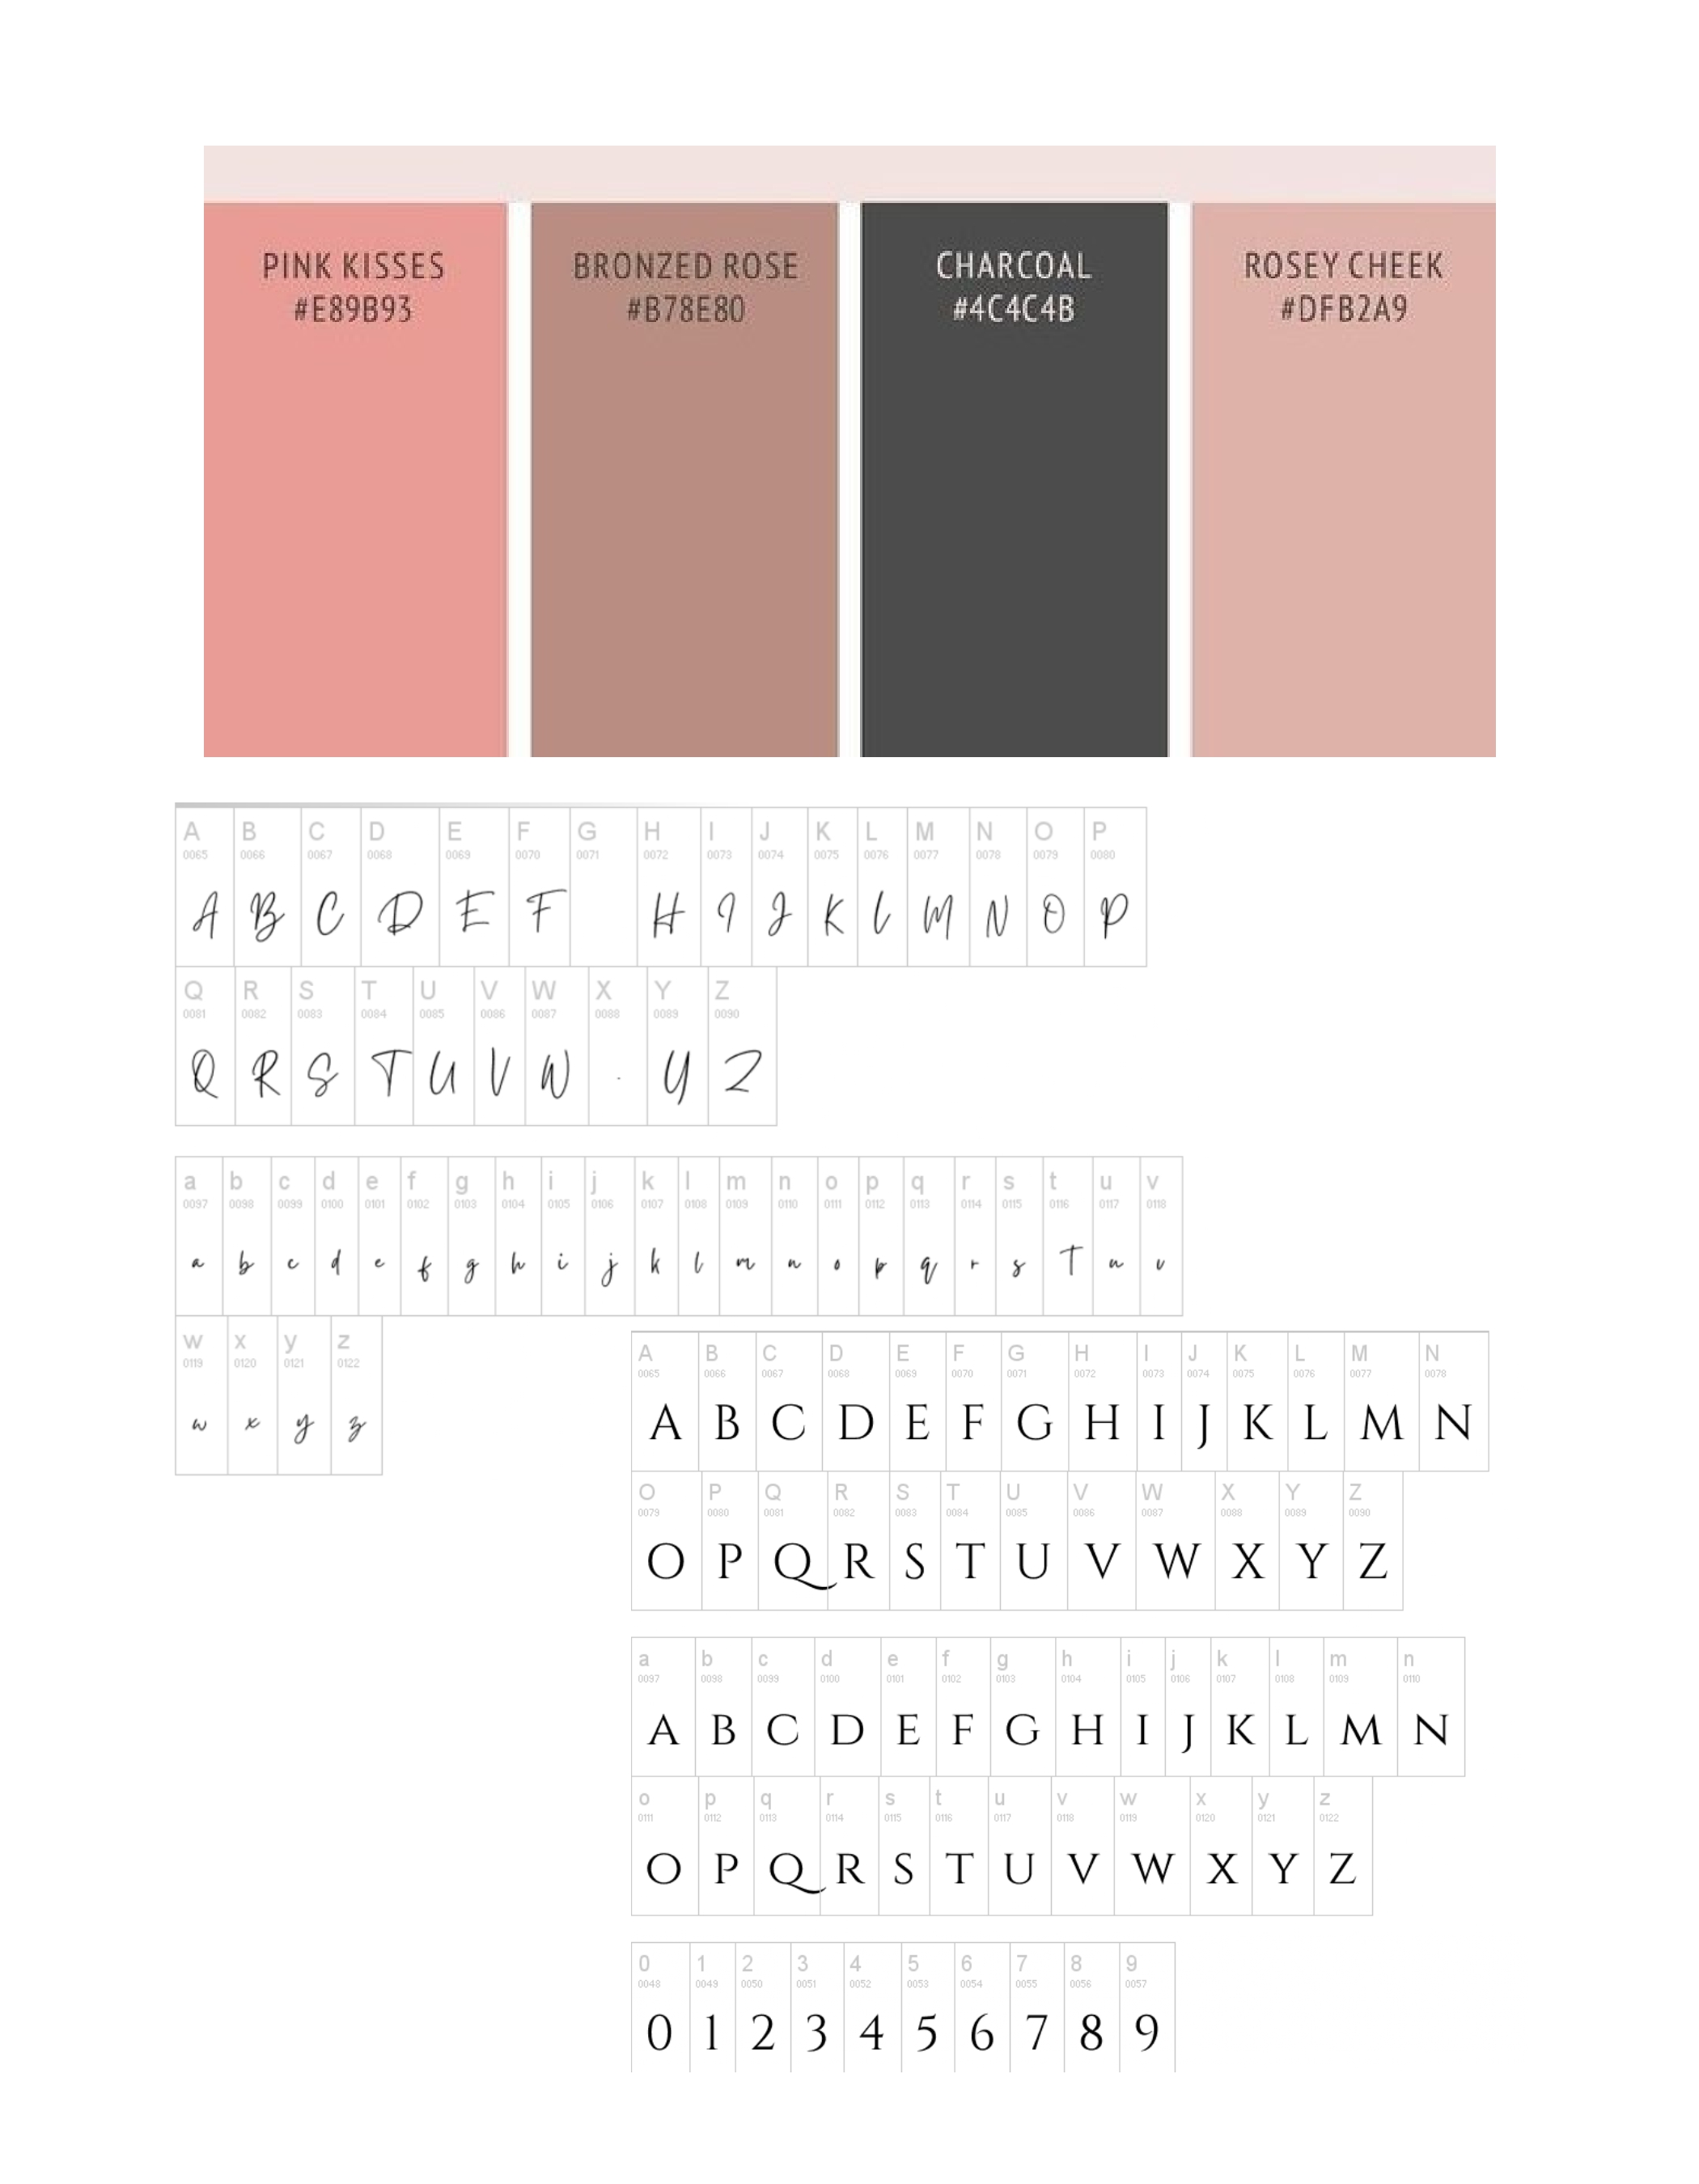 PINK KISSES BRONZED ROSE CHARCOAL ROSEY CHEEK
#E89B93 #B78E80 #4C4C4B #DFB2A9
A B C D E F G H I J K L M N O P
0065 0066 0067 0068 0069 0070 0071 0072 0073 0074 0075 0076 0077 0078 0079 0080
A B C D E F H I J K L M N O P
Q R S T U V W X Y Z
0081 0082 0083 0084 0085 0086 0087 0088 0089 0090
Q R S T U V W . Y Z
a b c d e f g h i j k l m n o p q r s t u v
0097 0098 0099 0100 0101 0102 0103 0104 0105 0106 0107 0108 0109 0110 0111 0112 0113 0114 0115 0116 0117 0118
a b c d e f g h i j k l m n o p q r s T u v
w x y z
0119 0120 0121 0122
w x y z
A B C D E F G H I J K L M N
0065 0066 0067 0068 0069 0070 0071 0072 0073 0074 0075 0076 0077 0078
A B C D E F G H I J K L M N
O P Q R S T U V W X Y Z
0079 0080 0081 0082 0083 0084 0085 0086 0087 0088 0089 0090
O P Q R S T U V W X Y Z
a b c d e f g h i j k l m n
0097 0098 0099 0100 0101 0102 0103 0104 0105 0106 0107 0108 0109 0110
A B C D E F G H I J K L M N
o p q r s t u v w x y z
0111 0112 0113 0114 0115 0116 0117 0118 0119 0120 0121 0122
O P Q R S T U V W X Y Z
0 1 2 3 4 5 6 7 8 9
0048 0049 0050 0051 0052 0053 0054 0055 0056 0057
0 1 2 3 4 5 6 7 8 9